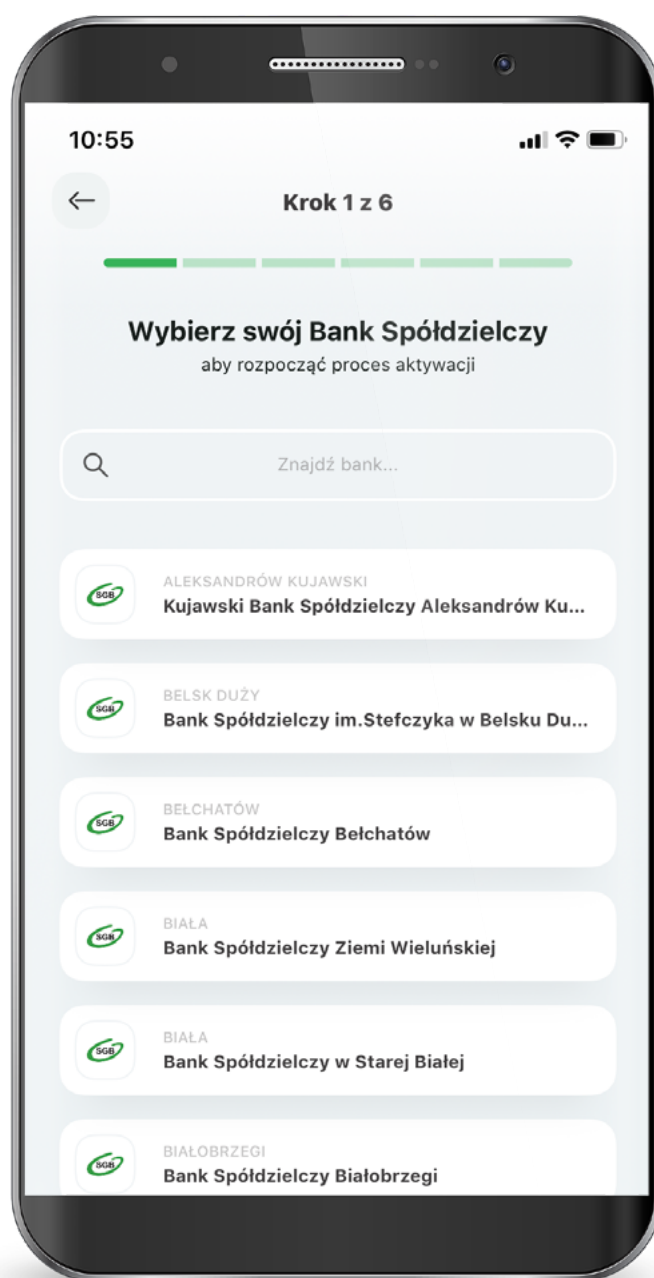 10:55
Krok 1 z 6
Wybierz swój Bank Spółdzielczy
aby rozpocząć proces aktywacji
Znajdź bank...
SGB
ALEKSANDRÓW KUJAWSKI
Kujawski Bank Spółdzielczy Aleksandrów Ku...
SGB
BELSK DUŻY
Bank Spółdzielczy im.Stefczyka w Belsku Du...
SGB
BEŁCHATÓW
Bank Spółdzielczy Bełchatów
SGB
BIAŁA
Bank Spółdzielczy Ziemi Wieluńskiej
SGB
BIAŁA
Bank Spółdzielczy w Starej Białej
SGB
BIAŁOBRZEGI
Bank Spółdzielczy Białobrzegi